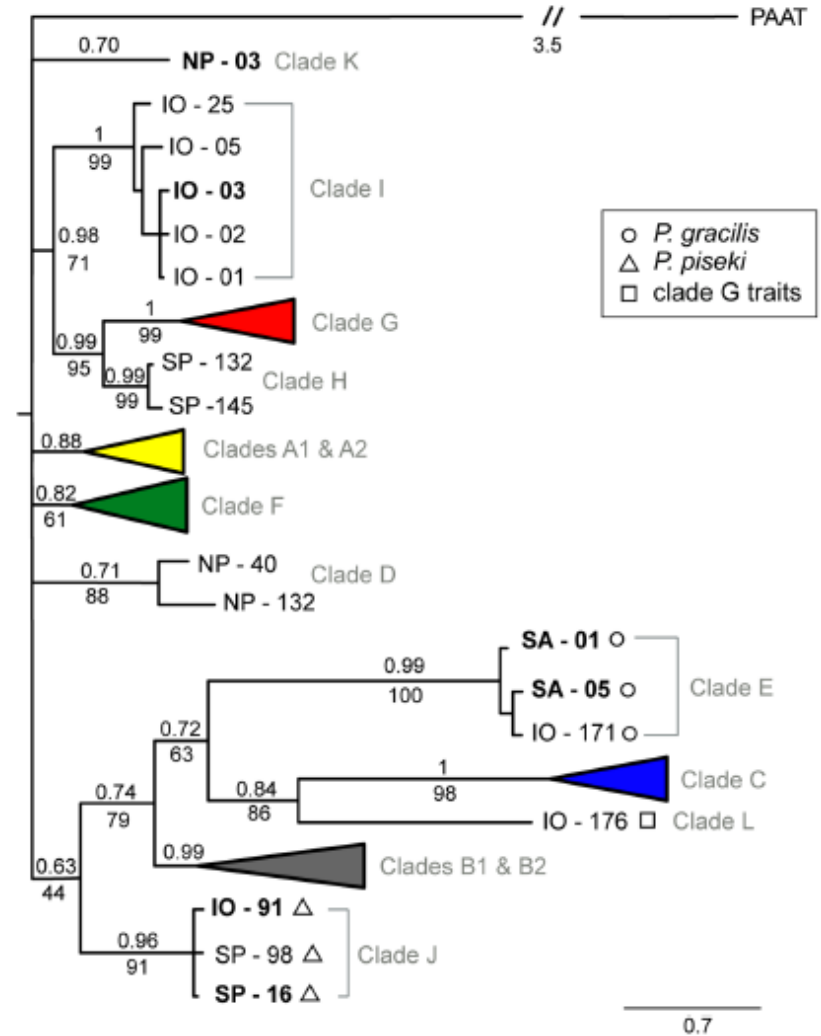 PAAT
//
3.5
0.70
NP - 03 Clade K
IO - 25
1
IO - 05
99
IO - 03
Clade I
0.98
IO - 02
71
IO - 01
P. gracilis
P. piseki
clade G traits
1
Clade G
99
0.99
SP - 132
95
0.99
Clade H
99
SP -145
0.88
Clades A1 & A2
0.82
Clade F
61
0.71
NP - 40
Clade D
88
NP - 132
SA - 01
0.99
SA - 05
Clade E
100
IO - 171
0.72
63
1
Clade C
0.84
98
86
IO - 176 Clade L
0.74
79
0.99
Clades B1 & B2
0.63
44
IO - 91
0.96
SP - 98
Clade J
91
SP - 16
0.7